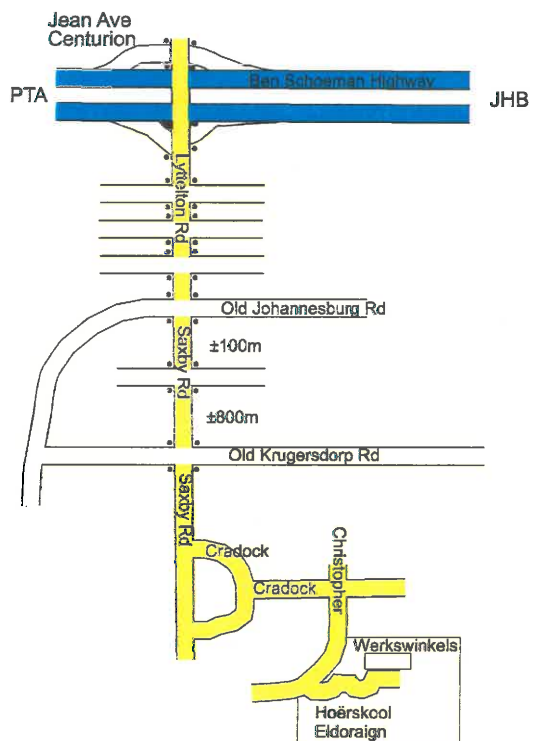 Jean Ave
Centurion
Ben Schoeman Highway
PTA
JHB
Lyttelton Rd
Old Johannesburg Rd
Saxby Rd
±100m
±800m
Old Krugersdorp Rd
Saxby Rd
Cradock
Christopher
Cradock
Werkswinkels
Hoërskool
Eldoraign